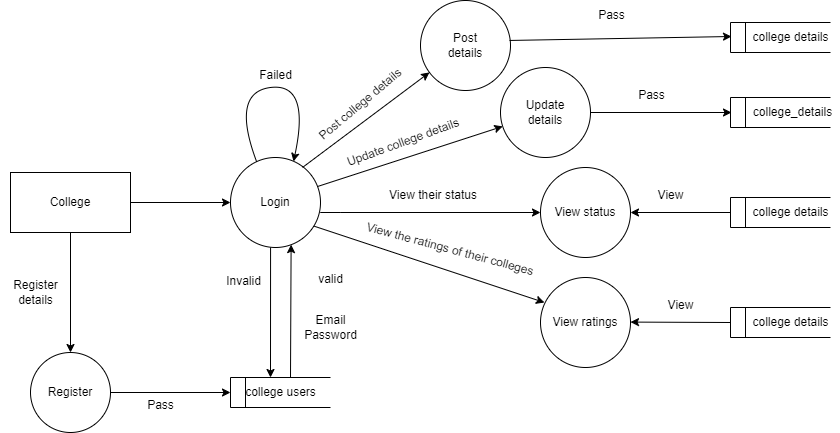 Pass
Post
details
college details
Failed
Post college details
Update
details
Pass
college_details
Update college details
College
Login
View their status
View status
View
college details
View the ratings of their colleges
Invalid
valid
Register
details
Email
Password
View ratings
View
college details
Register
Pass
college users